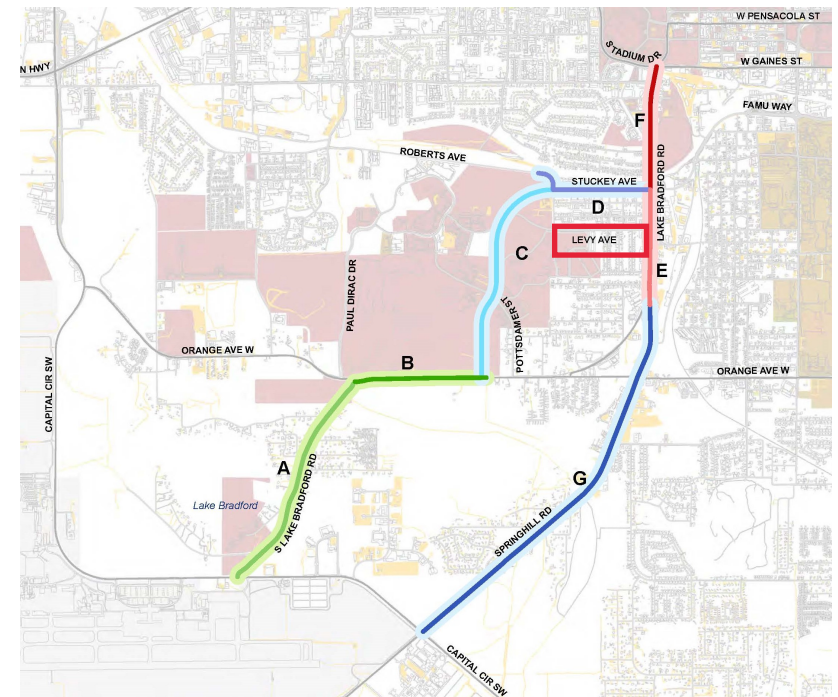 W PENSACOLA ST
STADIUM DR
W GAINES ST
N HWY
FAMU WAY
F
ROBERTS AVE
LAKE BRADFORD RD
STUCKEY AVE
D
LEVY AVE
C
E
PAUL DIRAC DR
POTTSDAMER ST
ORANGE AVE W
B
ORANGE AVE W
CAPITAL CIR SW
A
S LAKE BRADFORD RD
G
Lake Bradford
SPRINGHILL RD
CAPITAL CIR SW